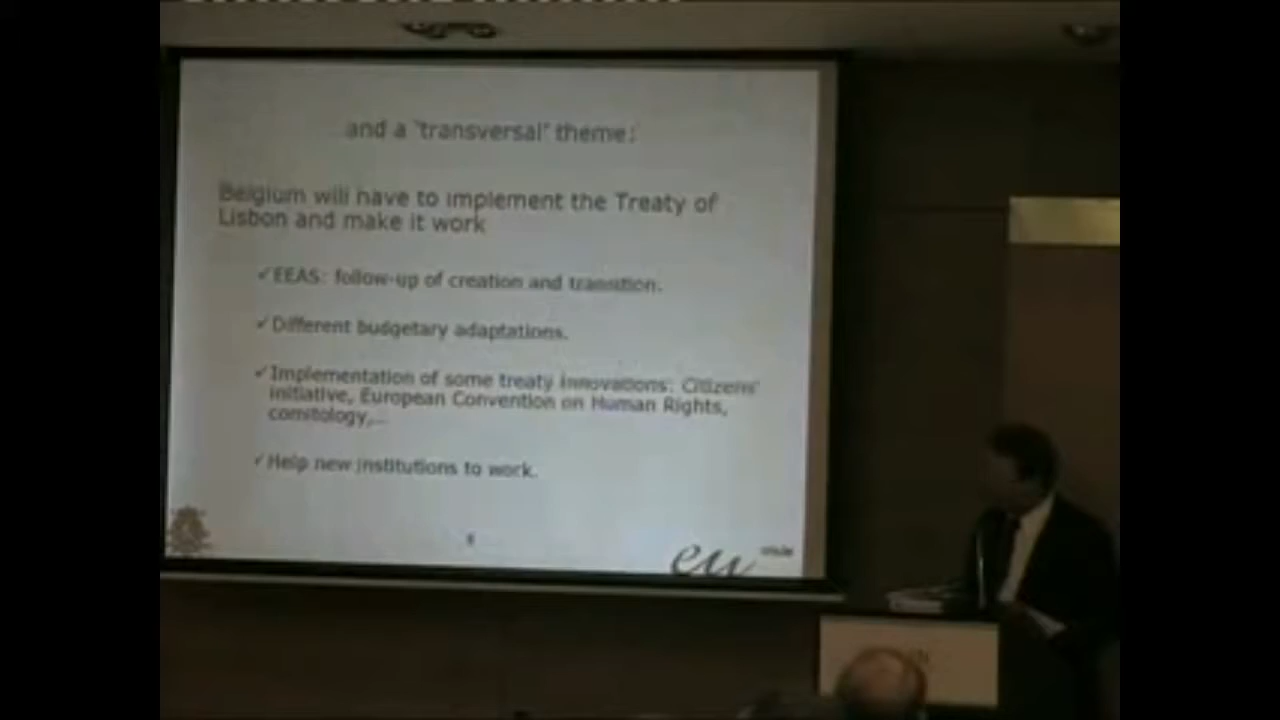 and a "transversal" theme:
Belgium will have to implement the Treaty of
Lisbon and make it work
✓EEAS: follow-up of creation and transition.
✓Different budgetary adaptations.
✓Implementation of some treaty innovations: Citizens'
initiative, European Convention on Human Rights,
comitology,...
✓Help new institutions to work.
eu